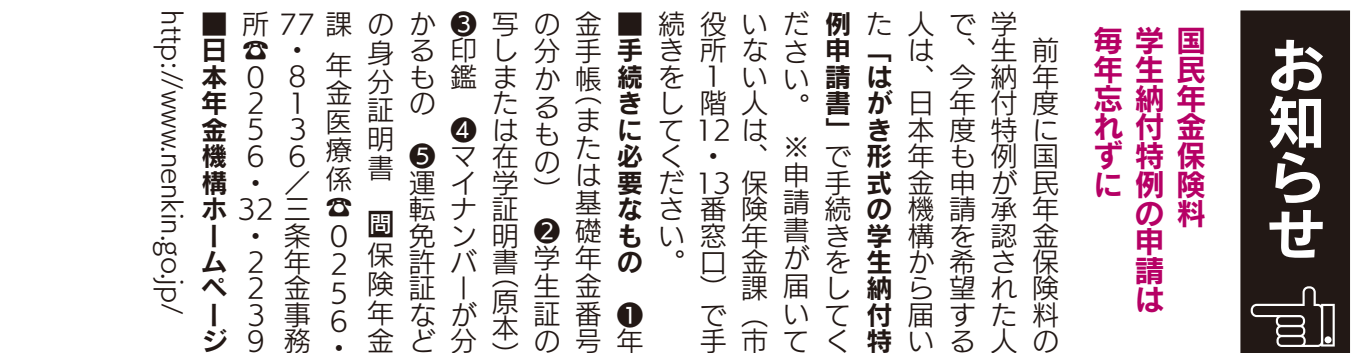 お知らせ
国民年金保険料
学生納付特例の申請は
毎年忘れずに
　前年度に国民年金保険料の
学生納付特例が承認された人
で、今年度も申請を希望する
人は、日本年金機構から届い
た「はがき形式の学生納付特
例申請書」で手続きをしてく
ださい。　※申請書が届いて
いない人は、保険年金課（市
役所1階12・13番窓口）で手
続きをしてください。
■手続きに必要なもの　❶年
金手帳（または基礎年金番号
の分かるもの）　❷学生証の
写しまたは在学証明書（原本）
❸印鑑　❹マイナンバーが分
かるもの　❺運転免許証など
の身分証明書　問保険年金
課　年金医療係☎0256・
77・8136／三条年金事務
所☎0256・32・2239
■日本年金機構ホームページ
http://www.nenkin.go.jp/